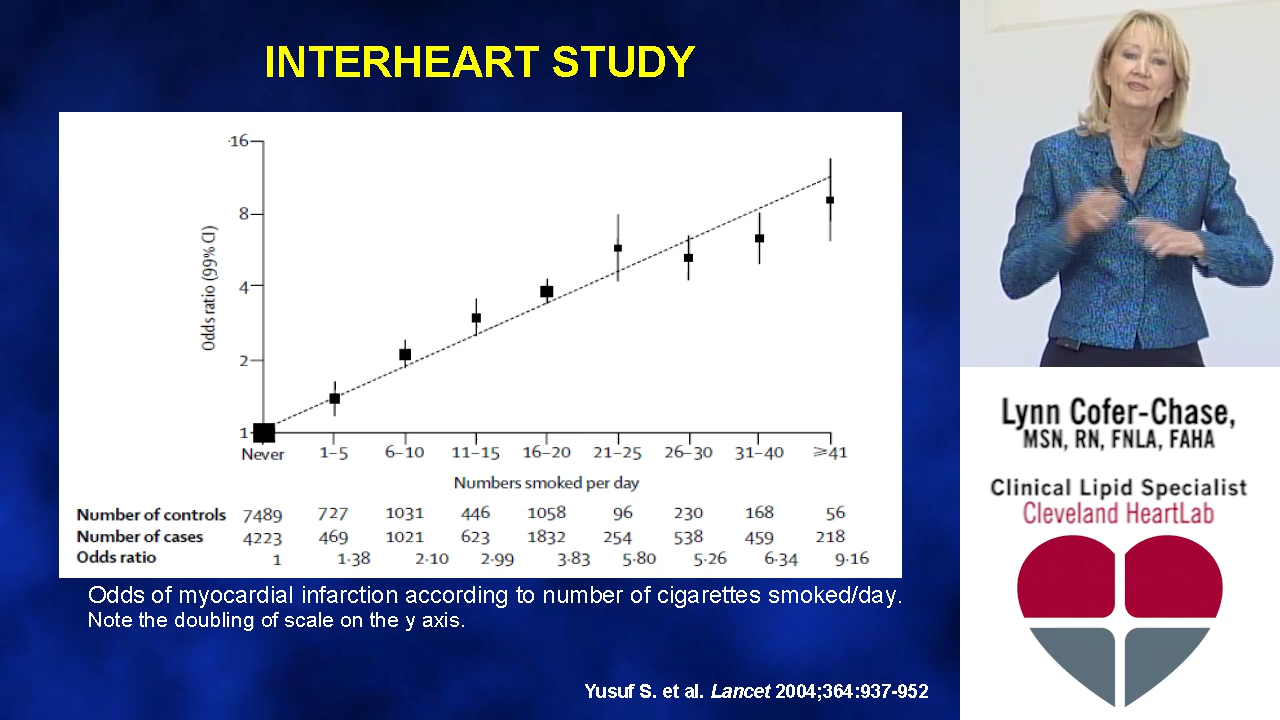 INTERHEART STUDY
·16
8
4
2
1
Odds ratio (99% CI)
Never 1–5 6–10 11–15 16–20 21–25 26–30 31–40 ⩾41
Numbers smoked per day
Number of controls 7489 727 1031 446 1058 96 230 168 56
Number of cases 4223 469 1021 623 1832 254 538 459 218
Odds ratio 1 1·38 2·10 2·99 3·83 5·80 5·26 6·34 9·16
Odds of myocardial infarction according to number of cigarettes smoked/day.
Note the doubling of scale on the y axis.
Yusuf S. et al. Lancet 2004;364:937-952
Lynn Cofer-Chase,
MSN, RN, FNLA, FAHA
Clinical Lipid Specialist
Cleveland HeartLab